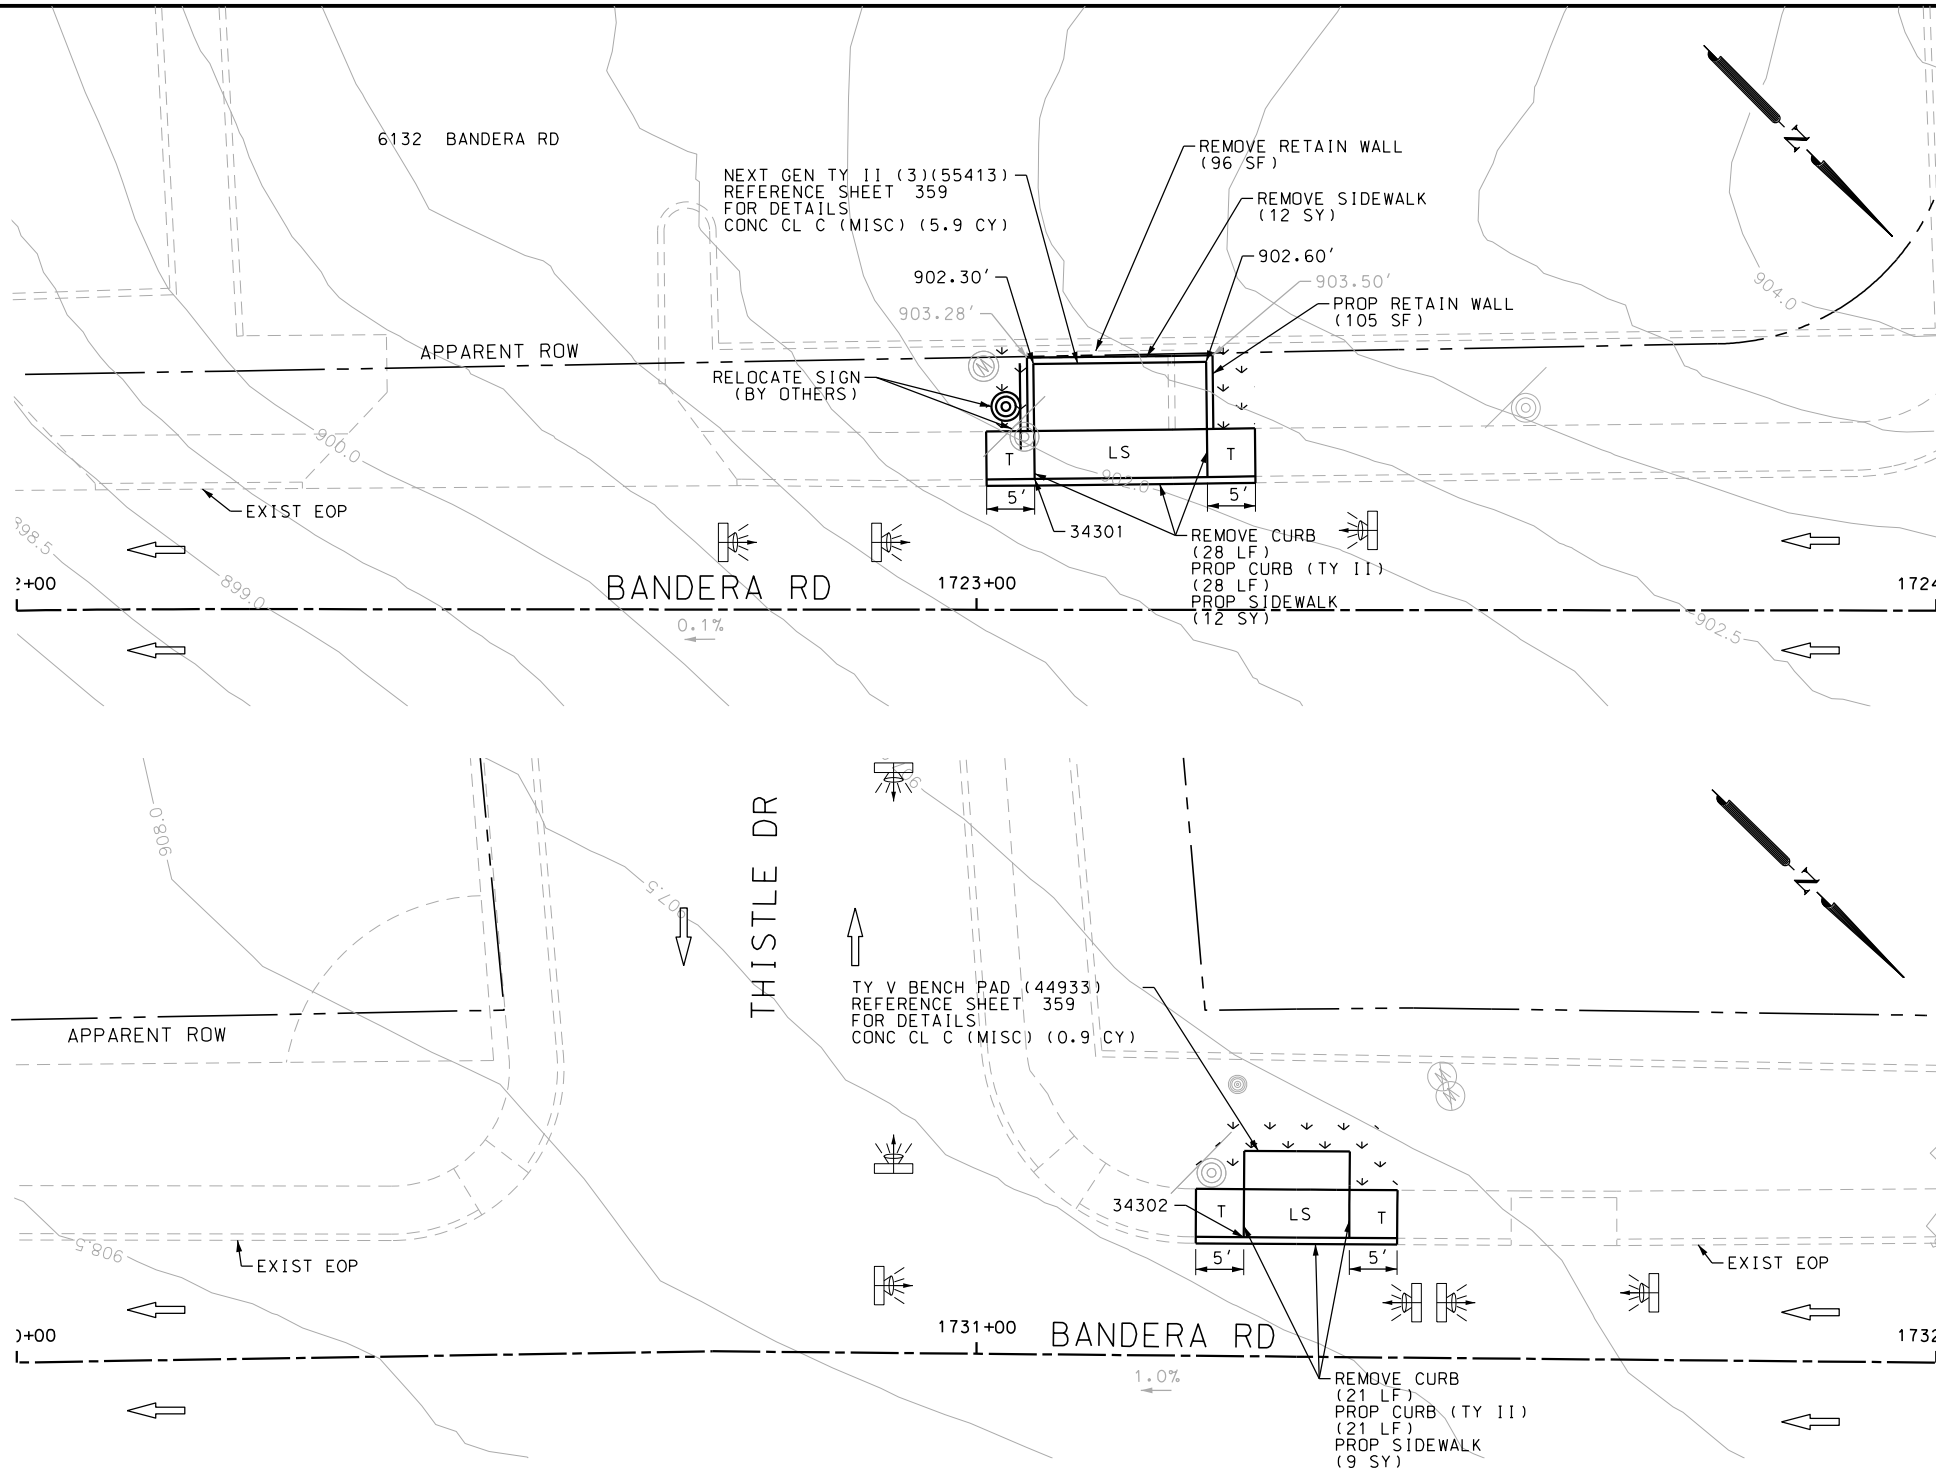 6132 BANDERA RD
NEXT GEN TY II (3)(55413)
REFERENCE SHEET 359
FOR DETAILS
CONC CL C (MISC) (5.9 CY)
REMOVE RETAIN WALL
(96 SF)
REMOVE SIDEWALK
(12 SY)
902.60'
903.50'
902.30'
903.28'
PROP RETAIN WALL
(105 SF)
N
904.0
APPARENT ROW
RELOCATE SIGN
(BY OTHERS)
W
900.0
T
LS
T
902.0
5'
5'
EXIST EOP
34301
REMOVE CURB
(28 LF)
PROP CURB (TY II)
(28 LF)
PROP SIDEWALK
(12 SY)
898.5
899.0
2+00
BANDERA RD
1723+00
1724
0.1%
902.5
908.0
907.5
THISTLE DR
N
TY V BENCH PAD (44933)
REFERENCE SHEET 359
FOR DETAILS
CONC CL C (MISC) (0.9 CY)
APPARENT ROW
W
W
34302
T
LS
T
5'
5'
908.5
EXIST EOP
EXIST EOP
+00
1731+00
BANDERA RD
1732
1.0%
REMOVE CURB
(21 LF)
PROP CURB (TY II)
(21 LF)
PROP SIDEWALK
(9 SY)